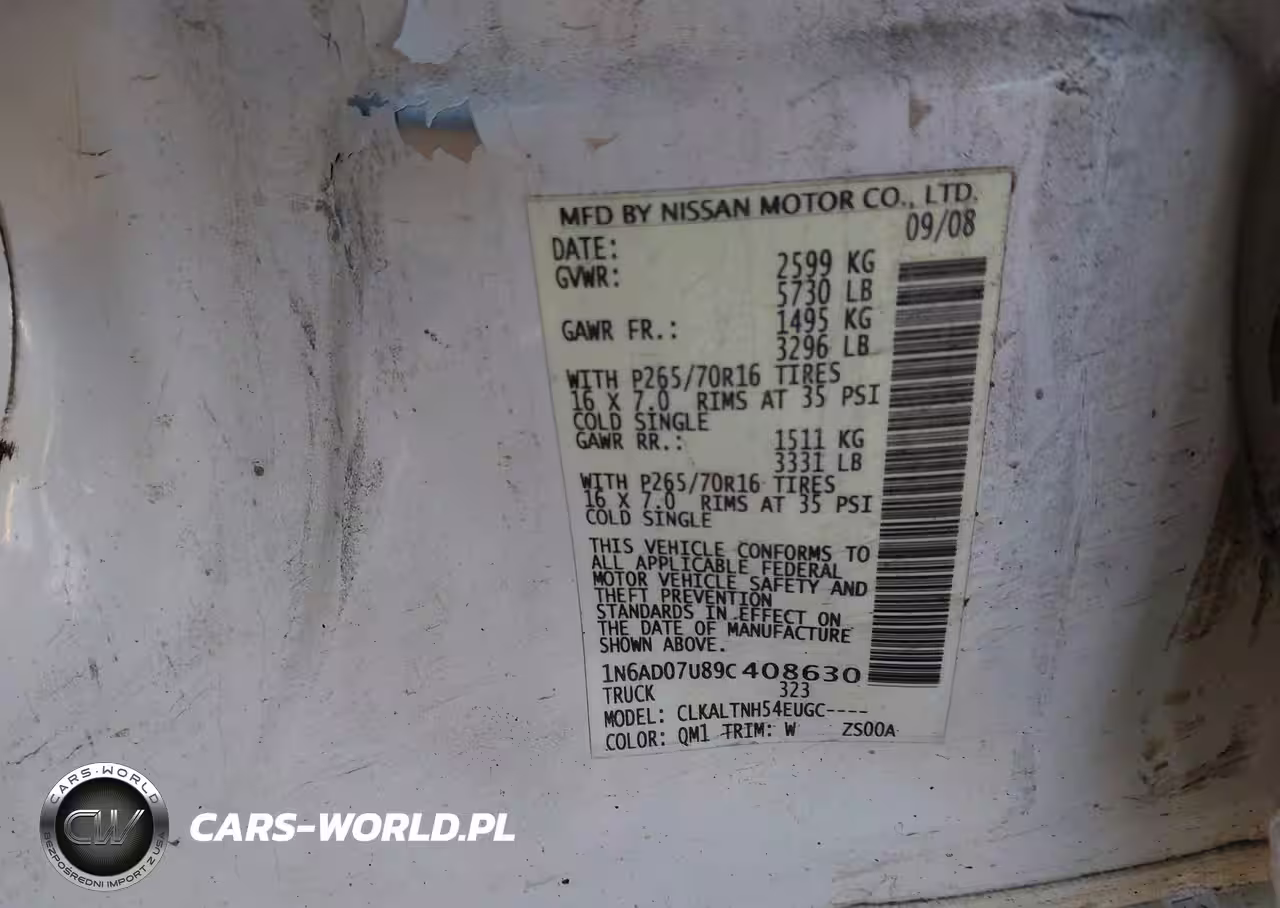 MFD BY NISSAN MOTOR CO., LTD.
DATE: 09/08
GVWR: 2599 KG
5730 LB
GAWR FR.: 1495 KG
3296 LB
WITH P265/70R16 TIRES
16 X 7.0 RIMS AT 35 PSI
COLD SINGLE
GAWR RR.: 1511 KG
3331 LB
WITH P265/70R16 TIRES
16 X 7.0 RIMS AT 35 PSI
COLD SINGLE
THIS VEHICLE CONFORMS TO
ALL APPLICABLE FEDERAL
MOTOR VEHICLE SAFETY AND
THEFT PREVENTION
STANDARDS IN EFFECT ON
THE DATE OF MANUFACTURE
SHOWN ABOVE.
1N6AD07U89C408630
TRUCK 323
MODEL: CLKALTNH54EUGC----
COLOR: QM1 TRIM: W ZS00A
CARS-WORLD
CW
BEZPOŚREDNI IMPORT Z USA
CARS-WORLD.PL